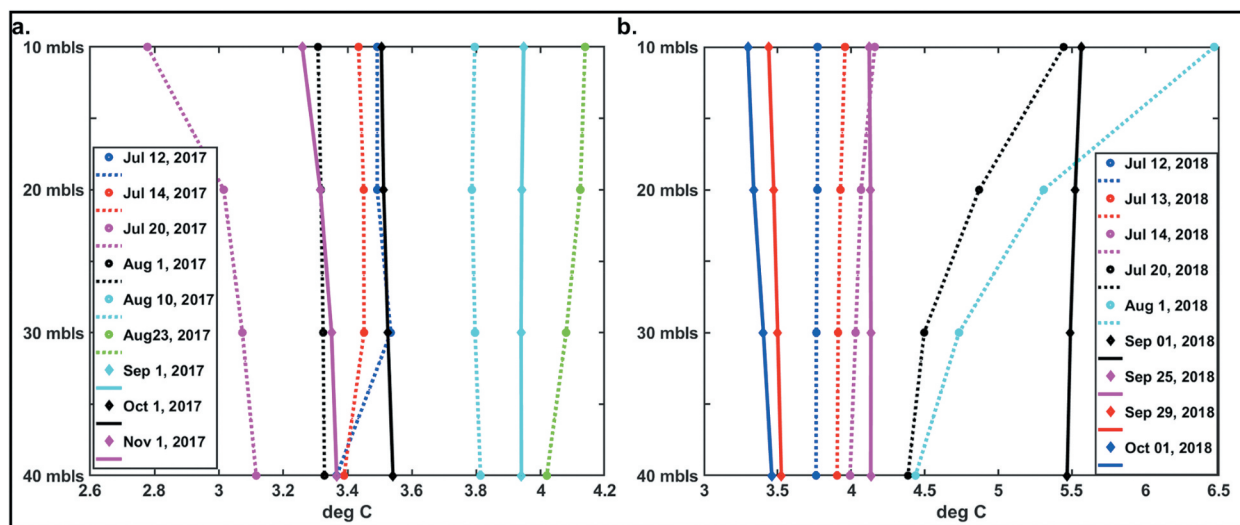 a.
10 mbls
20 mbls
30 mbls
40 mbls
Jul 12, 2017
Jul 14, 2017
Jul 20, 2017
Aug 1, 2017
Aug 10, 2017
Aug23, 2017
Sep 1, 2017
Oct 1, 2017
Nov 1, 2017
2.6 2.8 3 3.2 3.4 3.6 3.8 4 4.2
deg C
b.
10 mbls
20 mbls
30 mbls
40 mbls
Jul 12, 2018
Jul 13, 2018
Jul 14, 2018
Jul 20, 2018
Aug 1, 2018
Sep 01, 2018
Sep 25, 2018
Sep 29, 2018
Oct 01, 2018
3 3.5 4 4.5 5 5.5 6 6.5
deg C